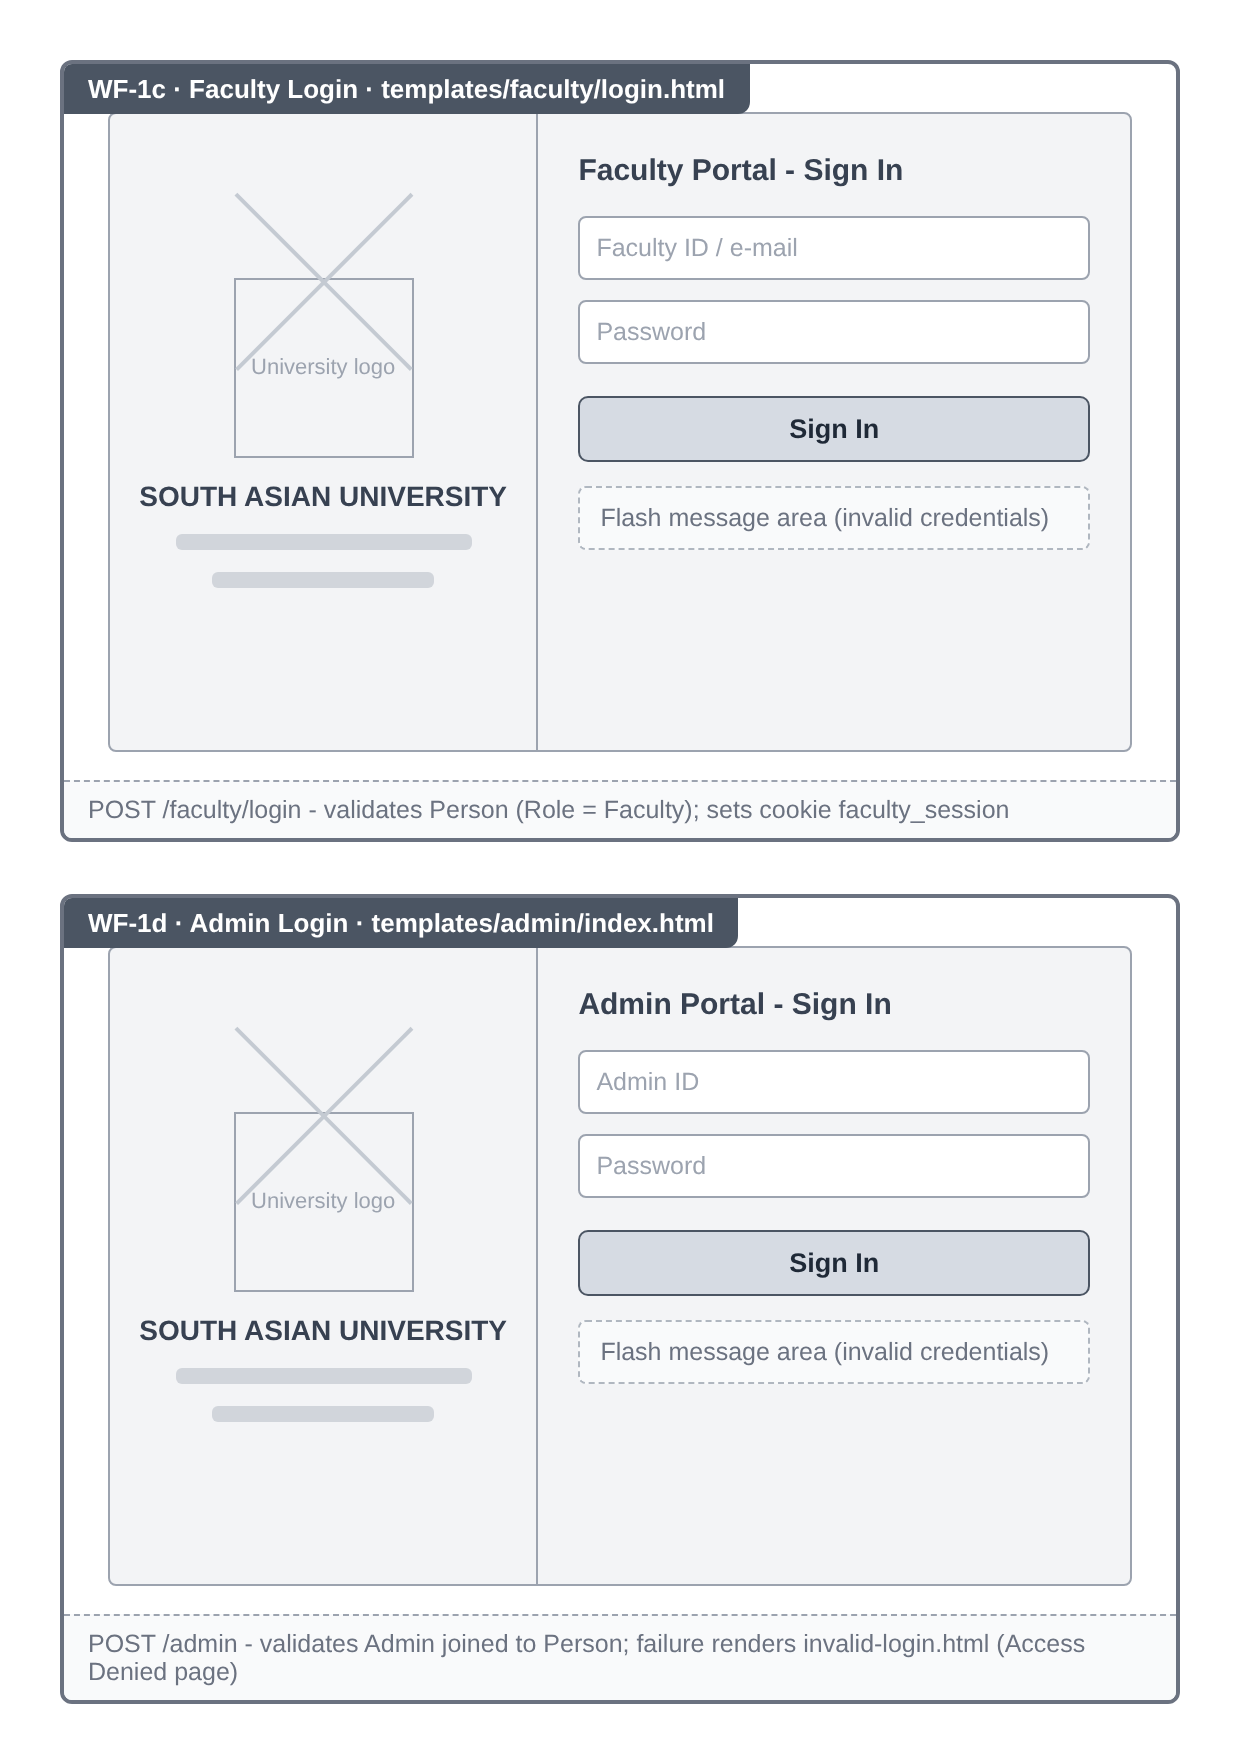 WF-1c · Faculty Login · templates/faculty/login.html
University logo
SOUTH ASIAN UNIVERSITY
Faculty Portal - Sign In
Faculty ID / e-mail
Password
Sign In
Flash message area (invalid credentials)
POST /faculty/login - validates Person (Role = Faculty); sets cookie faculty_session
WF-1d · Admin Login · templates/admin/index.html
University logo
SOUTH ASIAN UNIVERSITY
Admin Portal - Sign In
Admin ID
Password
Sign In
Flash message area (invalid credentials)
POST /admin - validates Admin joined to Person; failure renders invalid-login.html (Access
Denied page)